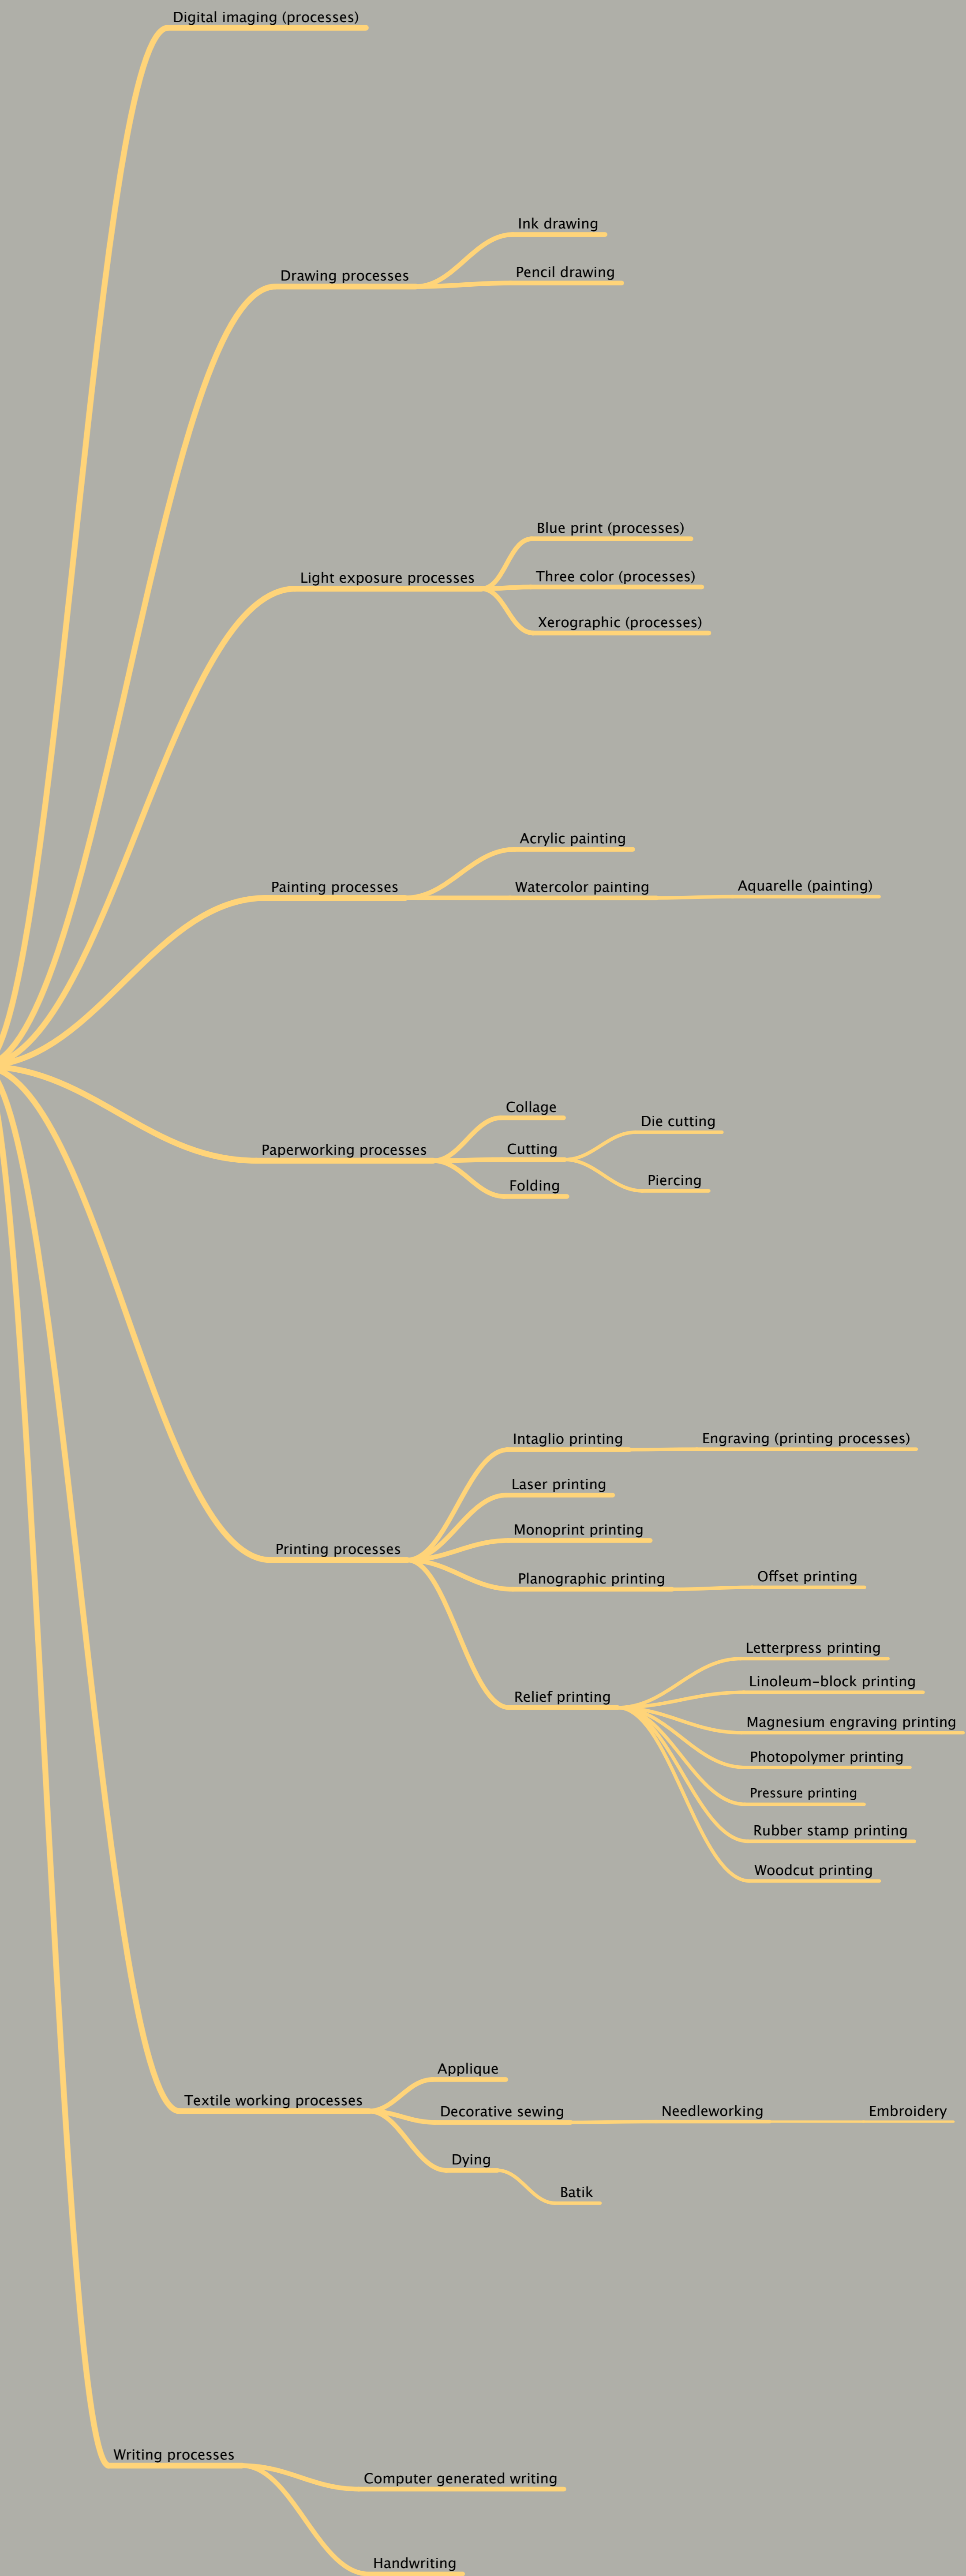 Digital imaging (processes)
Drawing processes
Ink drawing
Pencil drawing
Light exposure processes
Blue print (processes)
Three color (processes)
Xerographic (processes)
Painting processes
Acrylic painting
Watercolor painting
Aquarelle (painting)
Paperworking processes
Collage
Cutting
Die cutting
Piercing
Folding
Printing processes
Intaglio printing
Engraving (printing processes)
Laser printing
Monoprint printing
Planographic printing
Offset printing
Relief printing
Letterpress printing
Linoleum-block printing
Magnesium engraving printing
Photopolymer printing
Pressure printing
Rubber stamp printing
Woodcut printing
Textile working processes
Applique
Decorative sewing
Needleworking
Embroidery
Dying
Batik
Writing processes
Computer generated writing
Handwriting